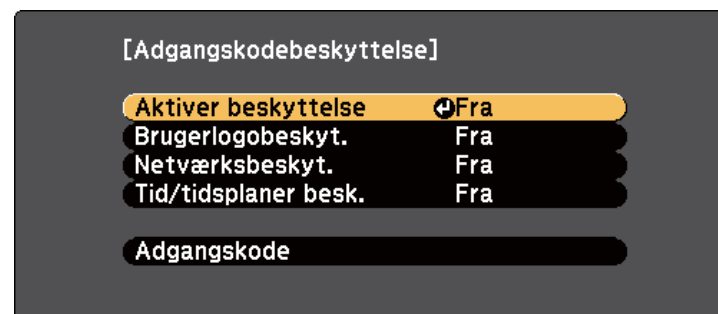 [Adgangskodebeskyttelse]
Aktiver beskyttelse Fra
Brugerlogobeskyt. Fra
Netværksbeskyt. Fra
Tid/tidsplaner besk. Fra
Adgangskode